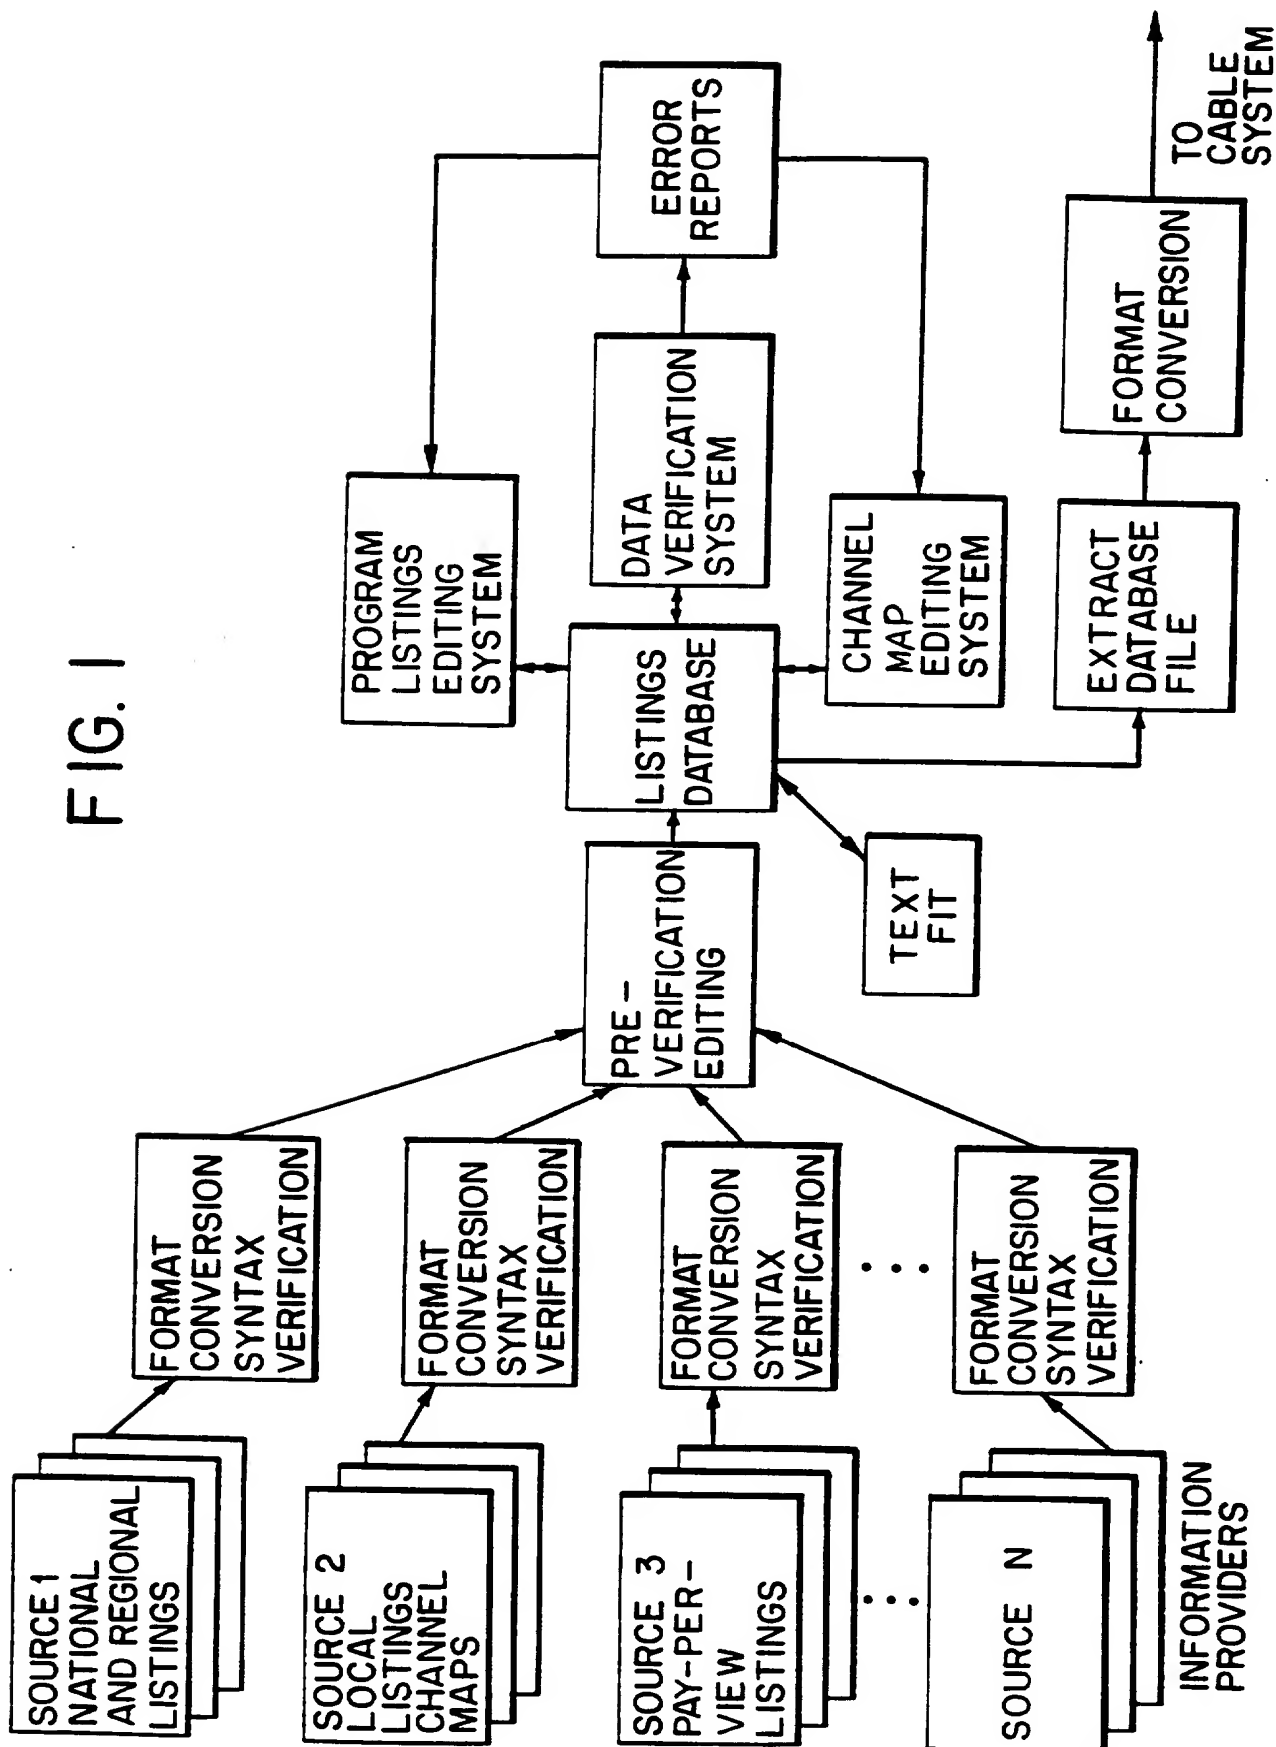 FIG. 1
SOURCE 1
NATIONAL
AND REGIONAL
LISTINGS
SOURCE 2
LOCAL
LISTINGS
CHANNEL
MAPS
SOURCE 3
PAY-PER-
VIEW
LISTINGS
SOURCE N
INFORMATION
PROVIDERS
FORMAT
CONVERSION
SYNTAX
VERIFICATION
FORMAT
CONVERSION
SYNTAX
VERIFICATION
FORMAT
CONVERSION
SYNTAX
VERIFICATION
FORMAT
CONVERSION
SYNTAX
VERIFICATION
PRE-
VERIFICATION
EDITING
TEXT
FIT
LISTINGS
DATABASE
PROGRAM
LISTINGS
EDITING
SYSTEM
DATA
VERIFICATION
SYSTEM
CHANNEL
MAP
EDITING
SYSTEM
ERROR
REPORTS
EXTRACT
DATABASE
FILE
FORMAT
CONVERSION
TO
CABLE
SYSTEM